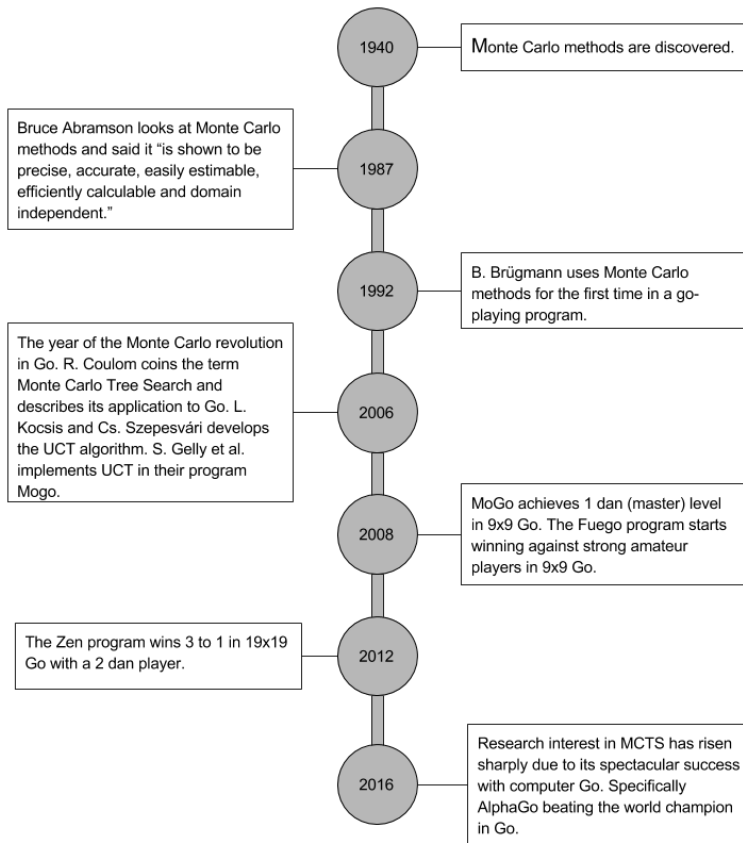 1940
Monte Carlo methods are discovered.
Bruce Abramson looks at Monte Carlo
methods and said it “is shown to be
precise, accurate, easily estimable,
efficiently calculable and domain
independent.”
1987
1992
B. Brügmann uses Monte Carlo
methods for the first time in a go-
playing program.
The year of the Monte Carlo revolution
in Go. R. Coulom coins the term
Monte Carlo Tree Search and
describes its application to Go. L.
Kocsis and Cs. Szepesvári develops
the UCT algorithm. S. Gelly et al.
implements UCT in their program
Mogo.
2006
2008
MoGo achieves 1 dan (master) level
in 9x9 Go. The Fuego program starts
winning against strong amateur
players in 9x9 Go.
The Zen program wins 3 to 1 in 19x19
Go with a 2 dan player.
2012
2016
Research interest in MCTS has risen
sharply due to its spectacular success
with computer Go. Specifically
AlphaGo beating the world champion
in Go.